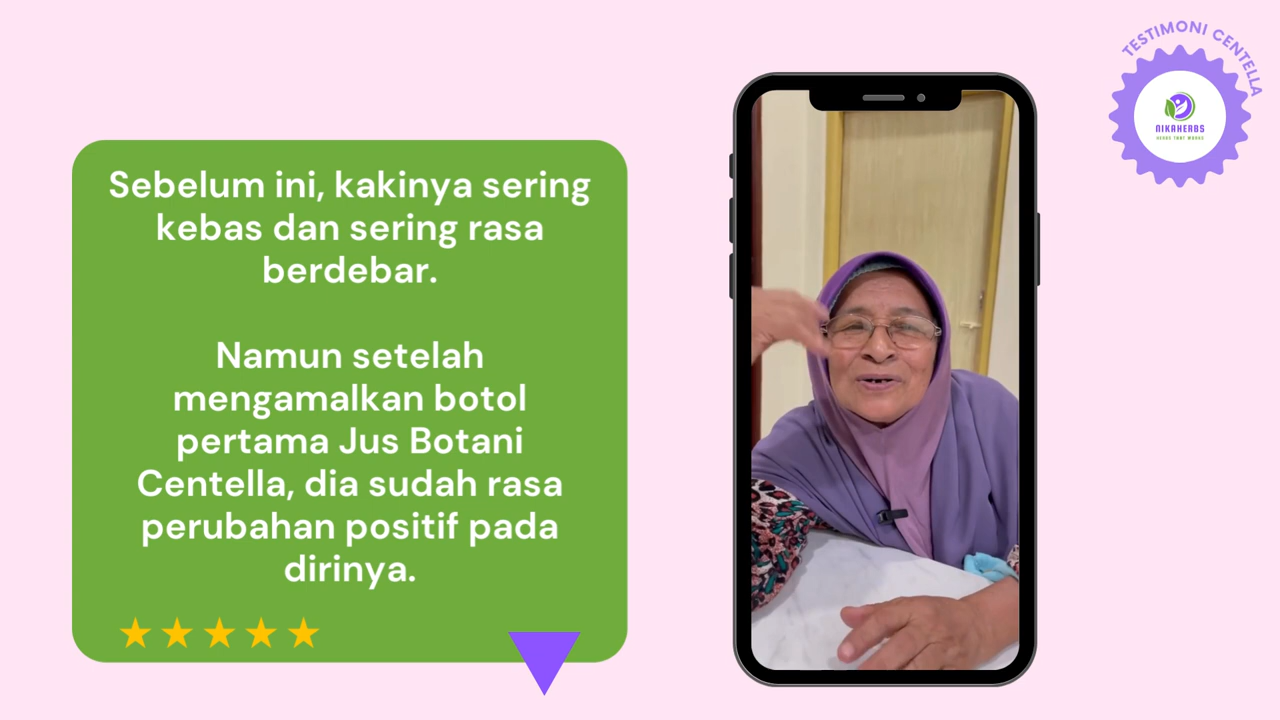 TESTIMONI CENTELLA
NIKAHERBS
HERBS THAT WORKS
Sebelum ini, kakinya sering
kebas dan sering rasa
berdebar.
Namun setelah
mengamalkan botol
pertama Jus Botani
Centella, dia sudah rasa
perubahan positif pada
dirinya.